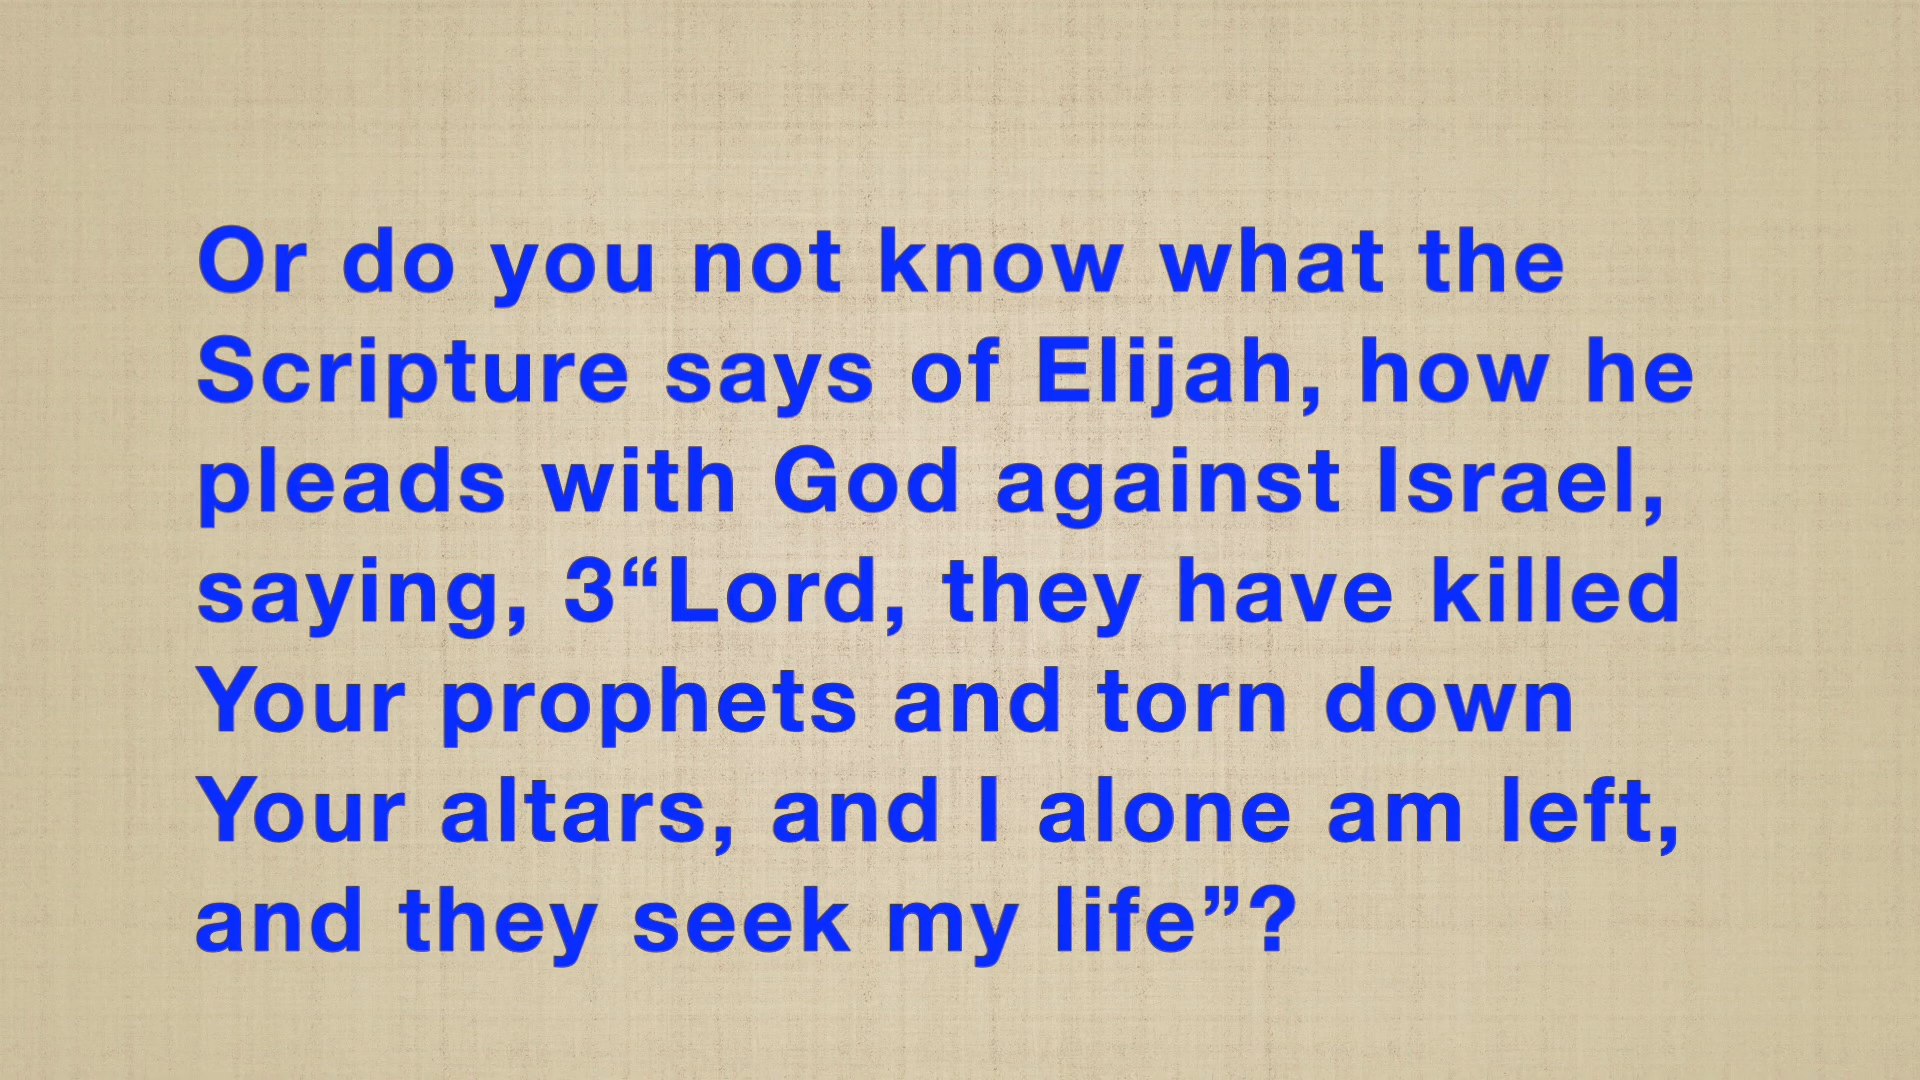 Or do you not know what the
Scripture says of Elijah, how he
pleads with God against Israel,
saying, 3“Lord, they have killed
Your prophets and torn down
Your altars, and I alone am left,
and they seek my life”?